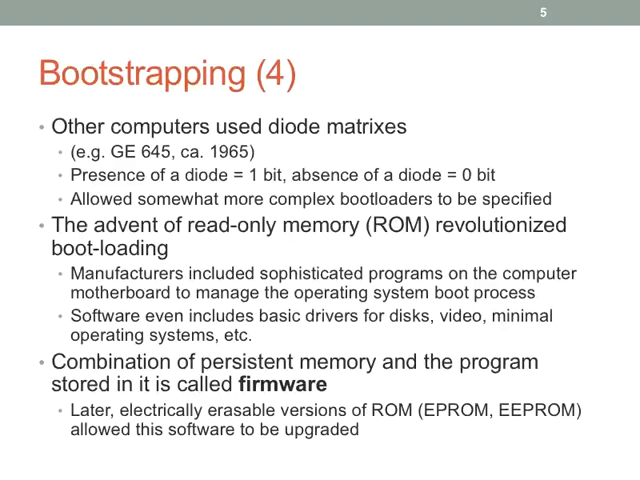 5
Bootstrapping (4)
• Other computers used diode matrixes
• (e.g. GE 645, ca. 1965)
• Presence of a diode = 1 bit, absence of a diode = 0 bit
• Allowed somewhat more complex bootloaders to be specified
• The advent of read-only memory (ROM) revolutionized
boot-loading
• Manufacturers included sophisticated programs on the computer
motherboard to manage the operating system boot process
• Software even includes basic drivers for disks, video, minimal
operating systems, etc.
• Combination of persistent memory and the program
stored in it is called firmware
• Later, electrically erasable versions of ROM (EPROM, EEPROM)
allowed this software to be upgraded